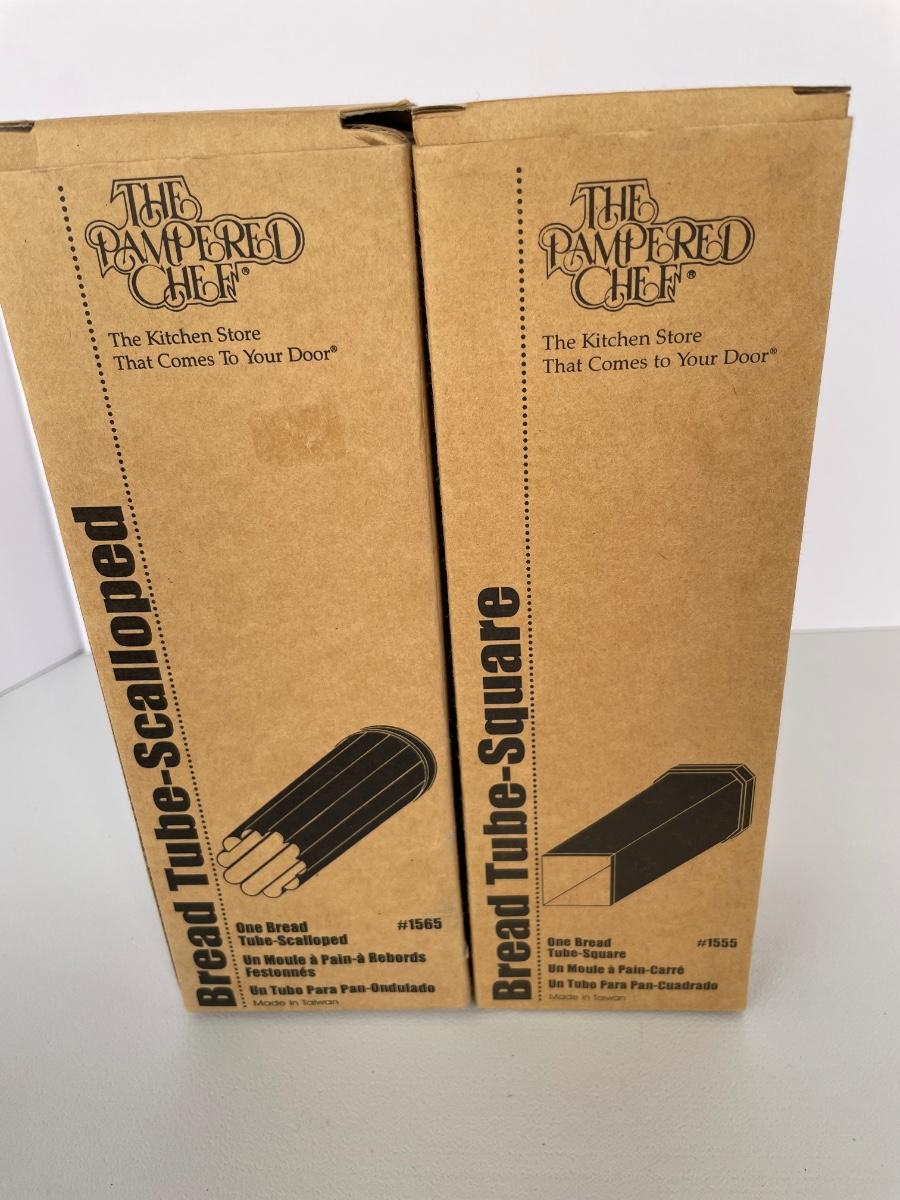 THE
PAMPERED
CHEF®
The Kitchen Store
That Comes To Your Door®
Bread Tube-Scalloped
One Bread
Tube-Scalloped
#1565
Un Moule à Pain-à Rebords
Festonnés
Un Tubo Para Pan-Ondulado
Made in Taiwan
THE
PAMPERED
CHEF®
The Kitchen Store
That Comes to Your Door®
Bread Tube-Square
One Bread
Tube-Square
#1555
Un Moule à Pain-Carré
Un Tubo Para Pan-Cuadrado
Made in Taiwan